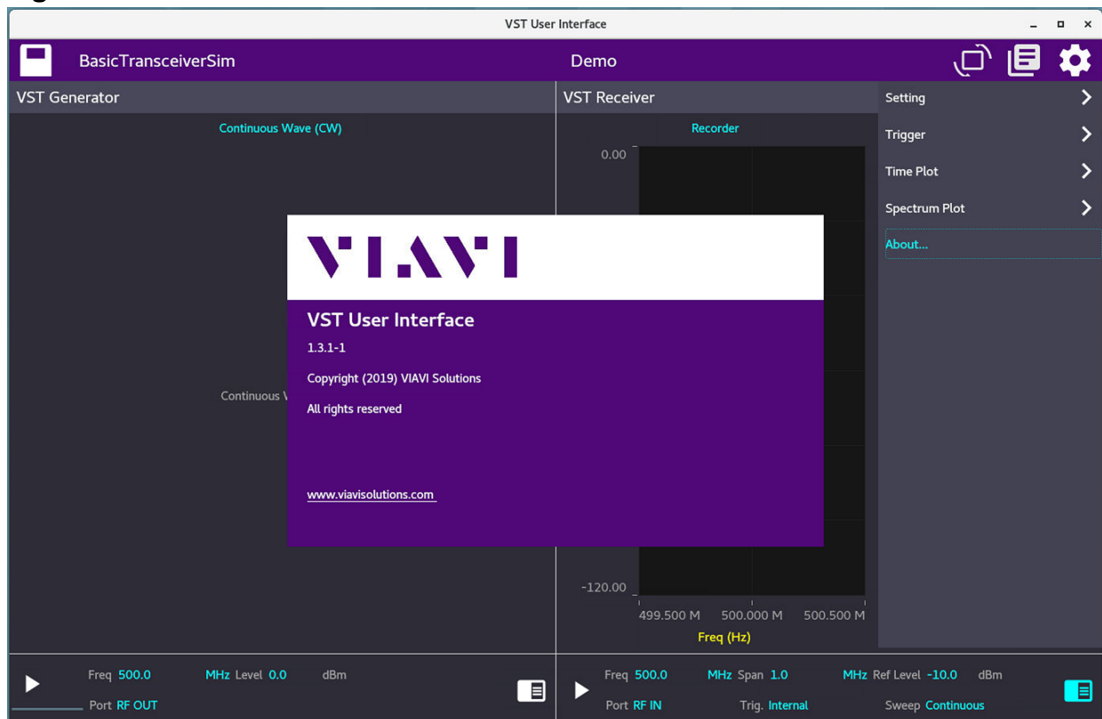 VST User Interface
BasicTransceiverSim
Demo
VST Generator
VST Receiver
Continuous Wave (CW)
Recorder
0.00
Setting
Trigger
Time Plot
Spectrum Plot
About...
VIAVI
VST User Interface
1.3.1-1
Copyright (2019) VIAVI Solutions
All rights reserved
www.viavisolutions.com
Continuous
-120.00
499.500 M 500.000 M 500.500 M
Freq (Hz)
Freq 500.0 MHz Level 0.0 dBm
Port RF OUT
Freq 500.0 MHz Span 1.0 MHz Ref Level -10.0 dBm
Port RF IN Trig. Internal Sweep Continuous